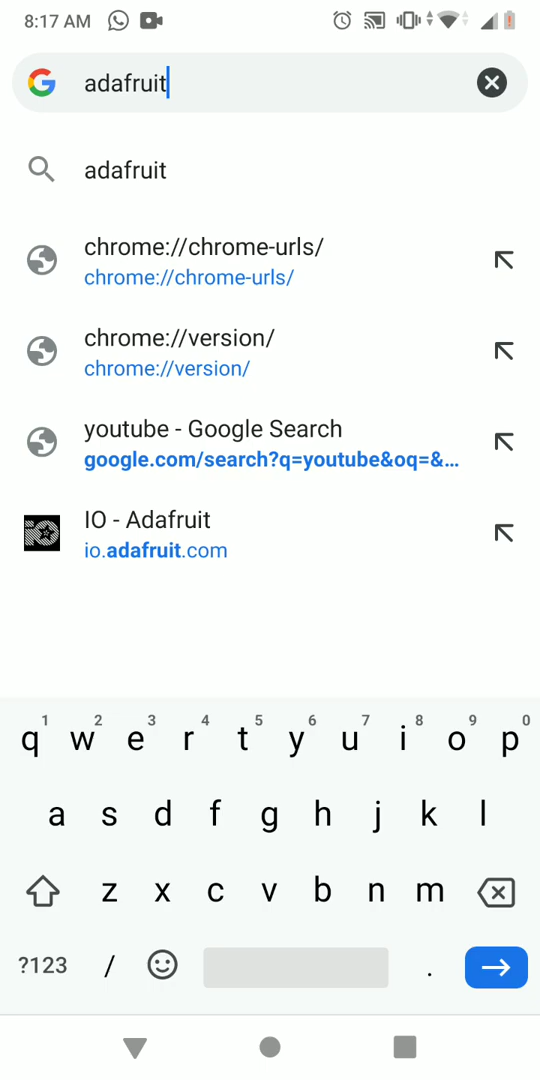 8:17 AM
adafruit
adafruit
chrome://chrome-urls/
chrome://chrome-urls/
chrome://version/
chrome://version/
youtube - Google Search
google.com/search?q=youtube&oq=&...
IO - Adafruit
io.adafruit.com
1 2 3 4 5 6 7 8 9 0
q w e r t y u i o p
a s d f g h j k l
z x c v b n m
?123 / .